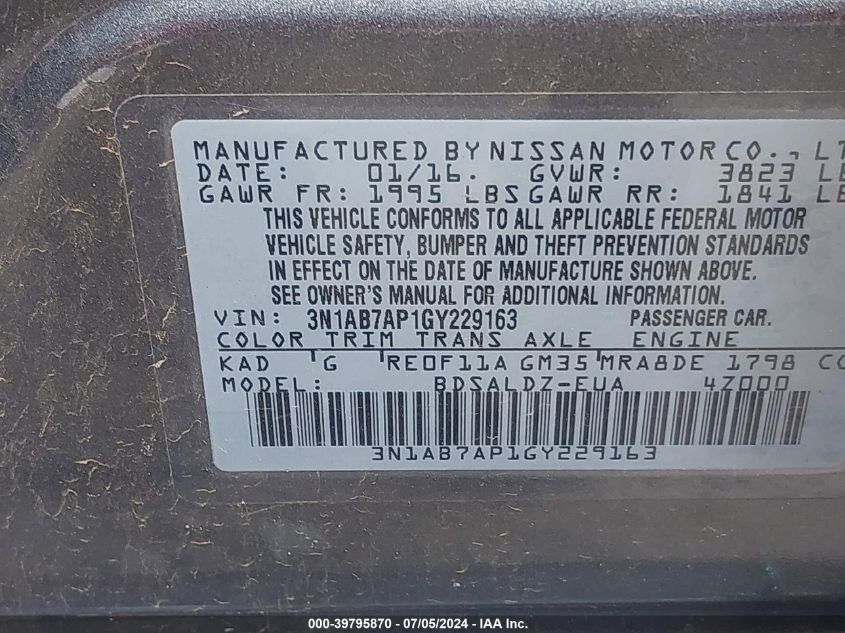 MANUFACTURED BY NISSAN MOTOR CO.,
DATE: 01/16. GVWR: 3823
GAWR FR: 1995 LBS GAWR RR: 1841
THIS VEHICLE CONFORMS TO ALL APPLICABLE FEDERAL MOTOR
VEHICLE SAFETY, BUMPER AND THEFT PREVENTION STANDARDS
IN EFFECT ON THE DATE OF MANUFACTURE SHOWN ABOVE.
SEE OWNER'S MANUAL FOR ADDITIONAL INFORMATION.
VIN: 3N1AB7AP1GY229163 PASSENGER CAR.
COLOR TRIM TRANS AXLE ENGINE
KAD G RE0F11A GM35 MRA8DE 1798
MODEL: BDSALDZ-EUA 4Z000
3N1AB7AP1GY229163
000-39795870 / 07/05/2024 - IAA Inc.